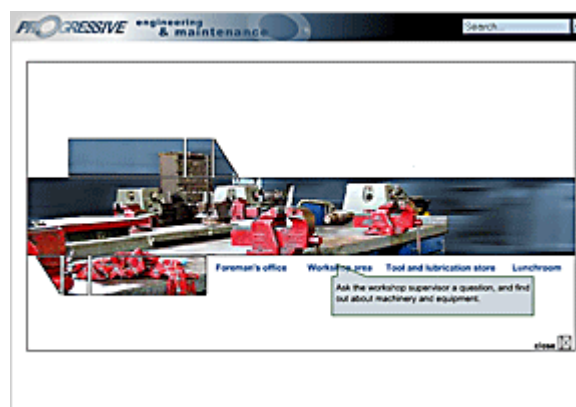 PROGRESSIVE engineering
& maintenance
Search...
Foreman's office Workshop area Tool and lubrication store Lunchroom
Ask the workshop supervisor a question, and find
out about machinery and equipment.
close